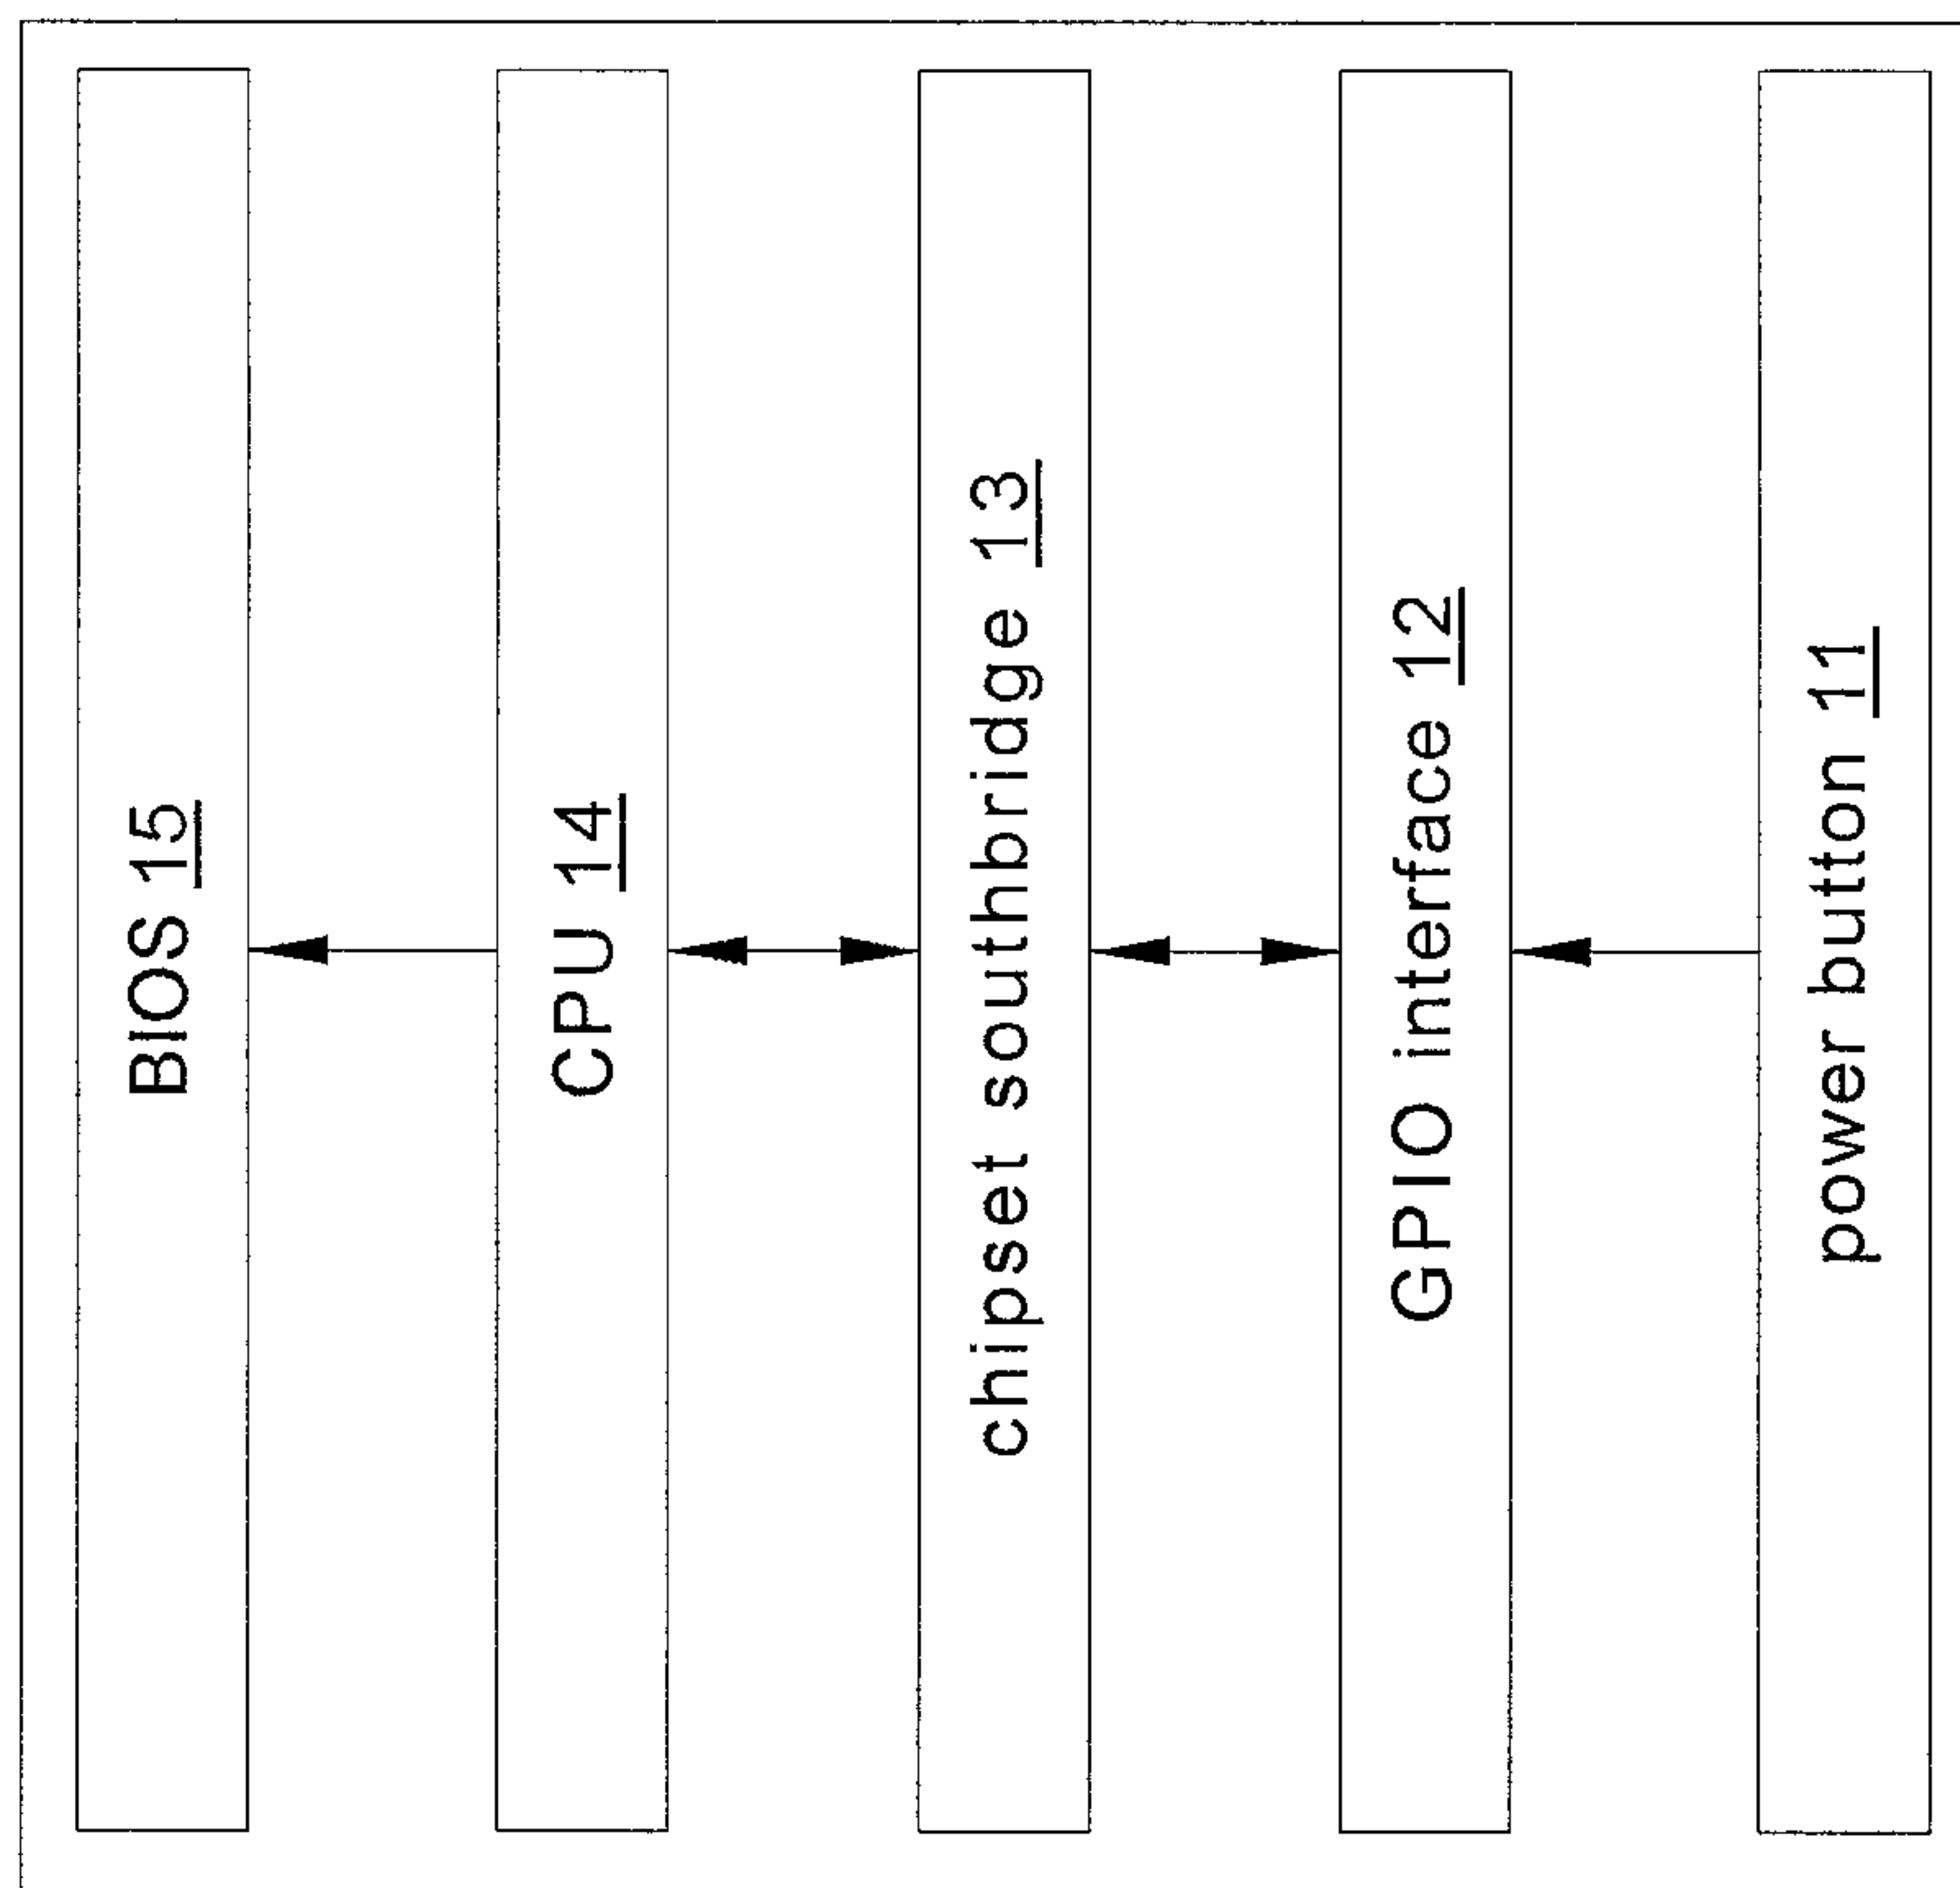 BIOS 15
CPU 14
chipset southbridge 13
GPIO interface 12
power button 11